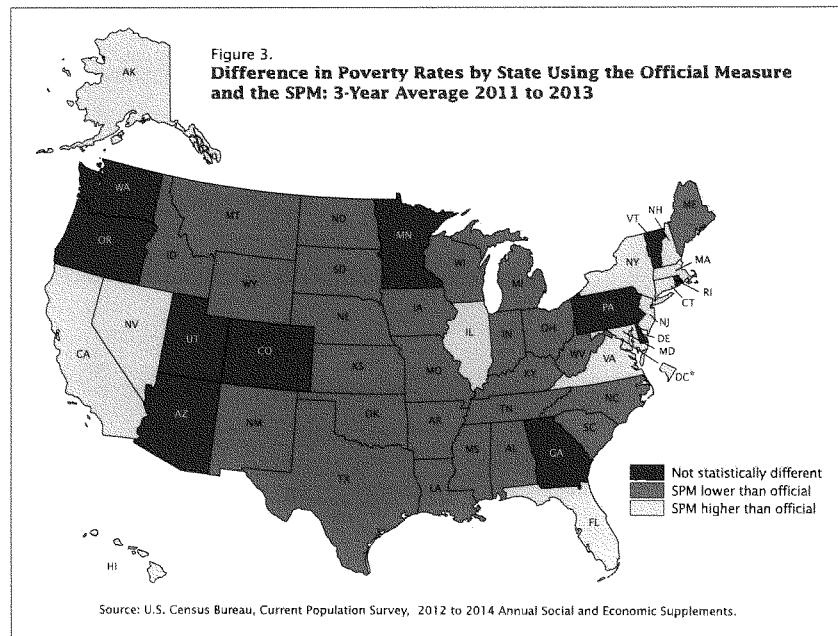 Figure 3.
Difference in Poverty Rates by State Using the Official Measure
and the SPM: 3-Year Average 2011 to 2013
AK
WA
MT
ND
MN
VT
NH
ME
OR
ID
SD
WI
MI
NY
MA
WY
RI
CT
NV
NE
IA
PA
NJ
CA
UT
CO
IL
IN
OH
DE
MD
WV
VA
DC*
KS
MO
KY
NC
AZ
NM
OK
AR
TN
SC
MS
AL
GA
TX
LA
FL
HI
Not statistically different
SPM lower than official
SPM higher than official
Source: U.S. Census Bureau, Current Population Survey, 2012 to 2014 Annual Social and Economic Supplements.